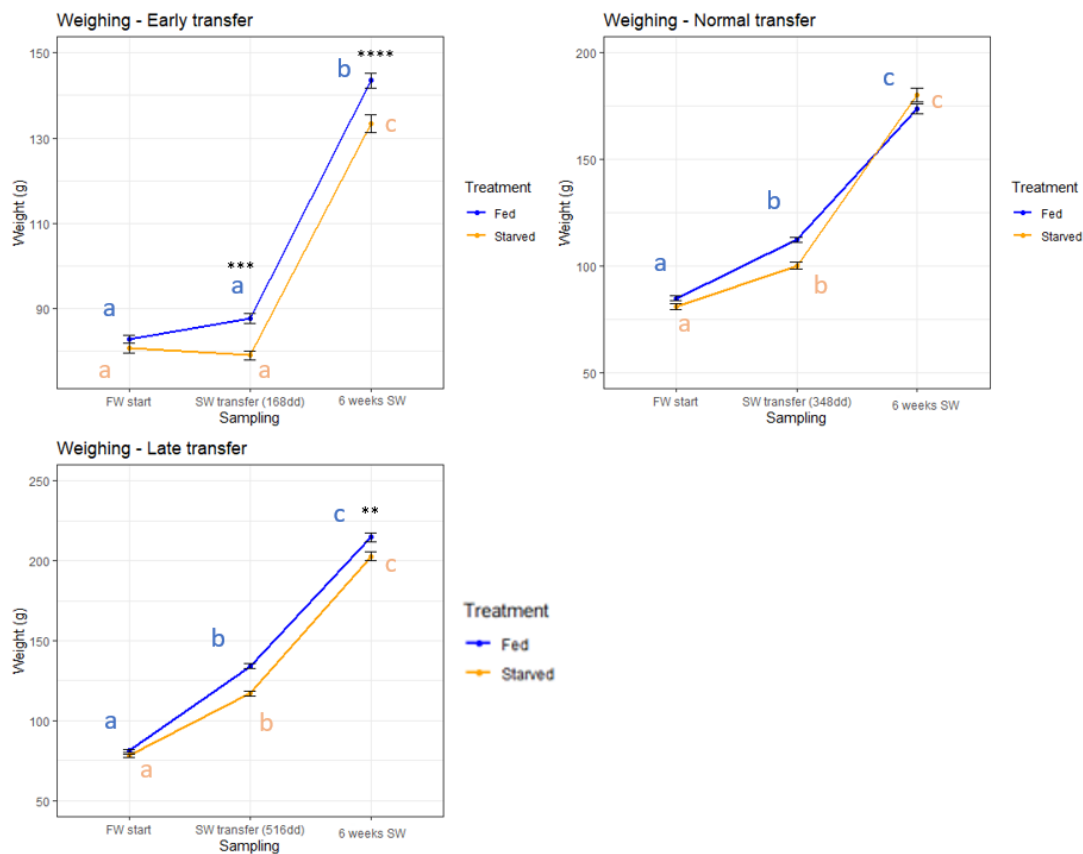 Weighing - Early transfer
150
130
110
90
Weight (g)
a
a
a
a
b
c
***
****
FW start
SW transfer (168dd)
6 weeks SW
Sampling
Treatment
Fed
Starved
Weighing - Normal transfer
200
150
100
50
Weight (g)
a
a
b
b
c
c
FW start
SW transfer (348dd)
6 weeks SW
Sampling
Treatment
Fed
Starved
Weighing - Late transfer
250
200
150
100
50
Weight (g)
a
a
b
b
c
c
**
FW start
SW transfer (516dd)
6 weeks SW
Sampling
Treatment
Fed
Starved